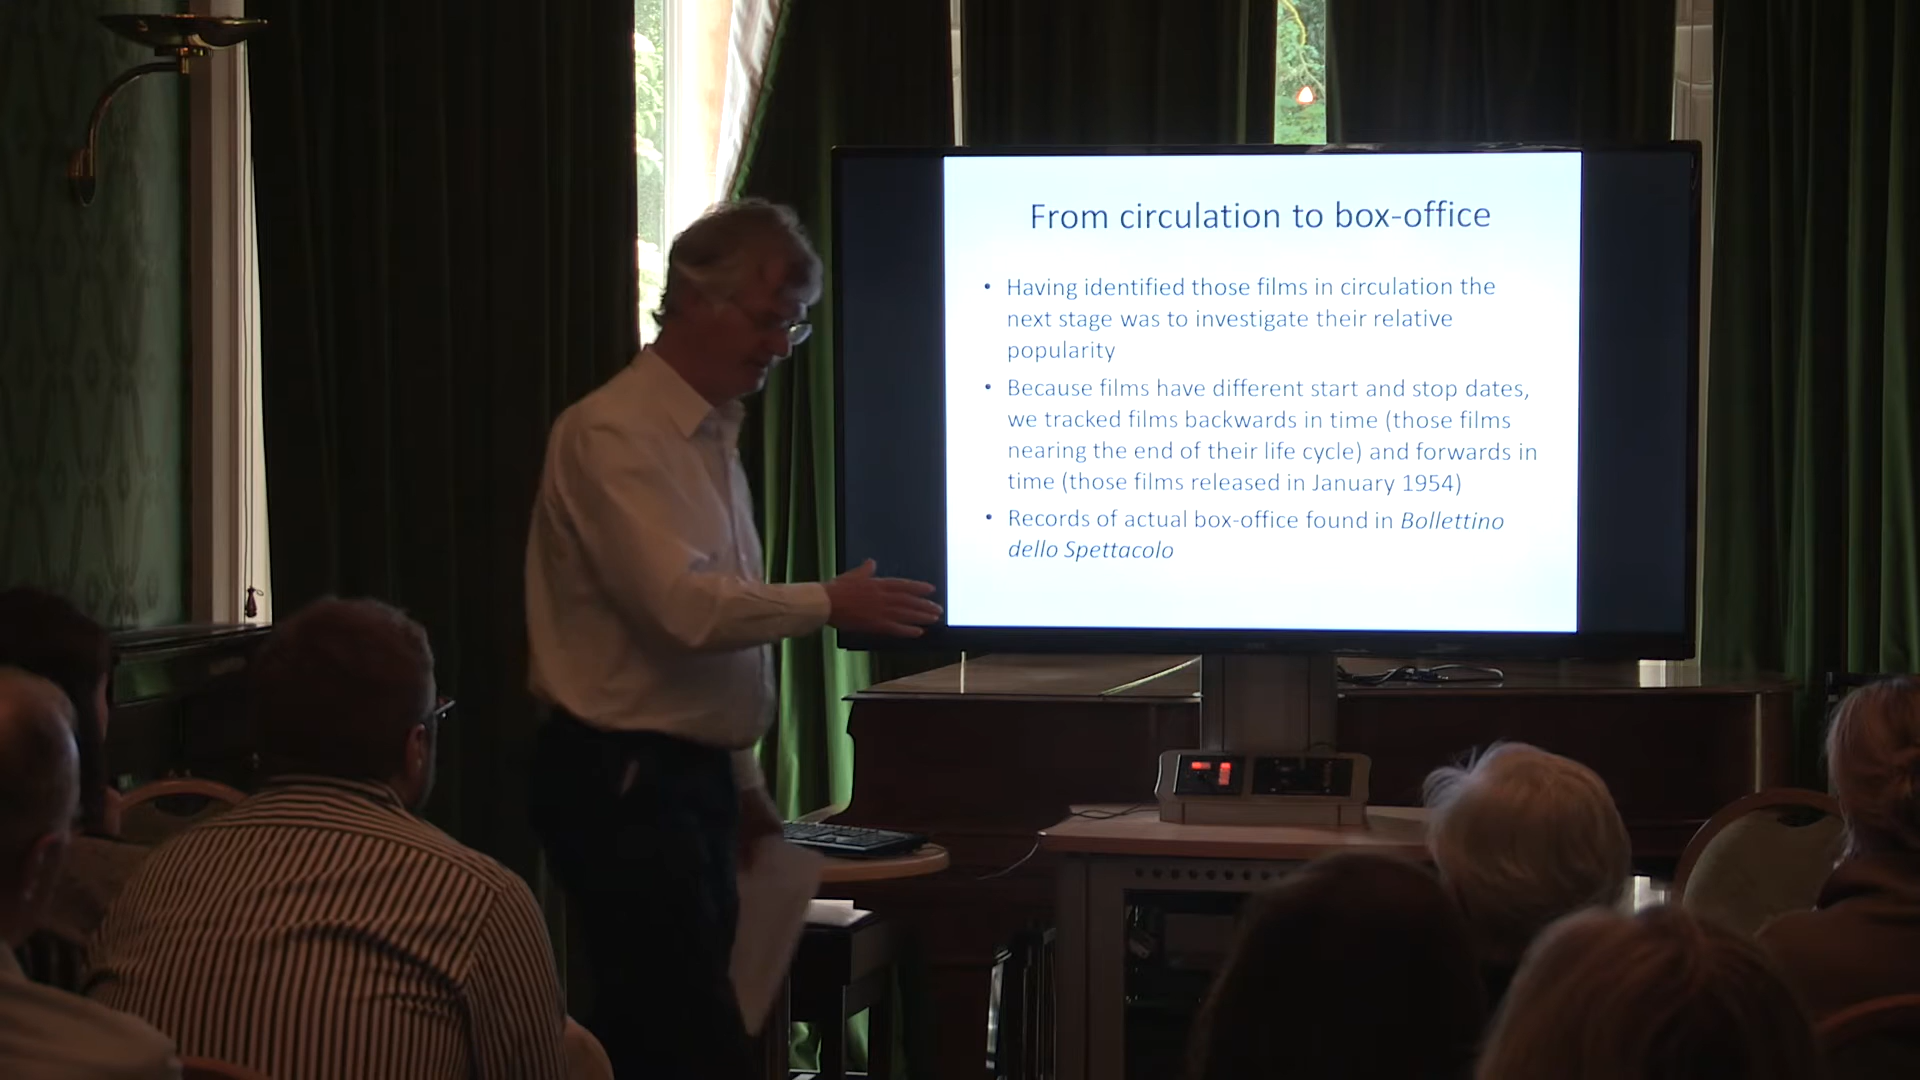 From circulation to box-office
• Having identified those films in circulation the
next stage was to investigate their relative
popularity
• Because films have different start and stop dates,
we tracked films backwards in time (those films
nearing the end of their life cycle) and forwards in
time (those films released in January 1954)
• Records of actual box-office found in Bollettino
dello Spettacolo